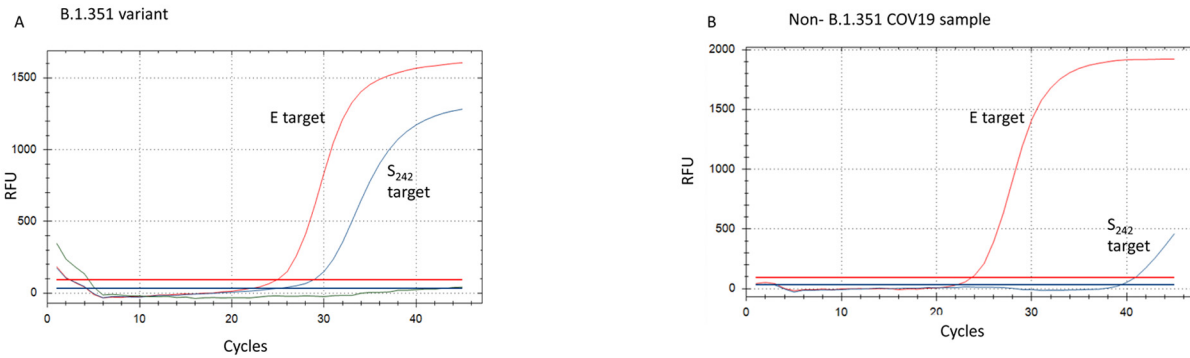 A
B.1.351 variant
1500
1000
500
0
RFU
E target
S242
target
0
10
20
30
40
Cycles
B
Non- B.1.351 COV19 sample
2000
1500
1000
500
0
RFU
E target
S242
target
0
10
20
30
40
Cycles